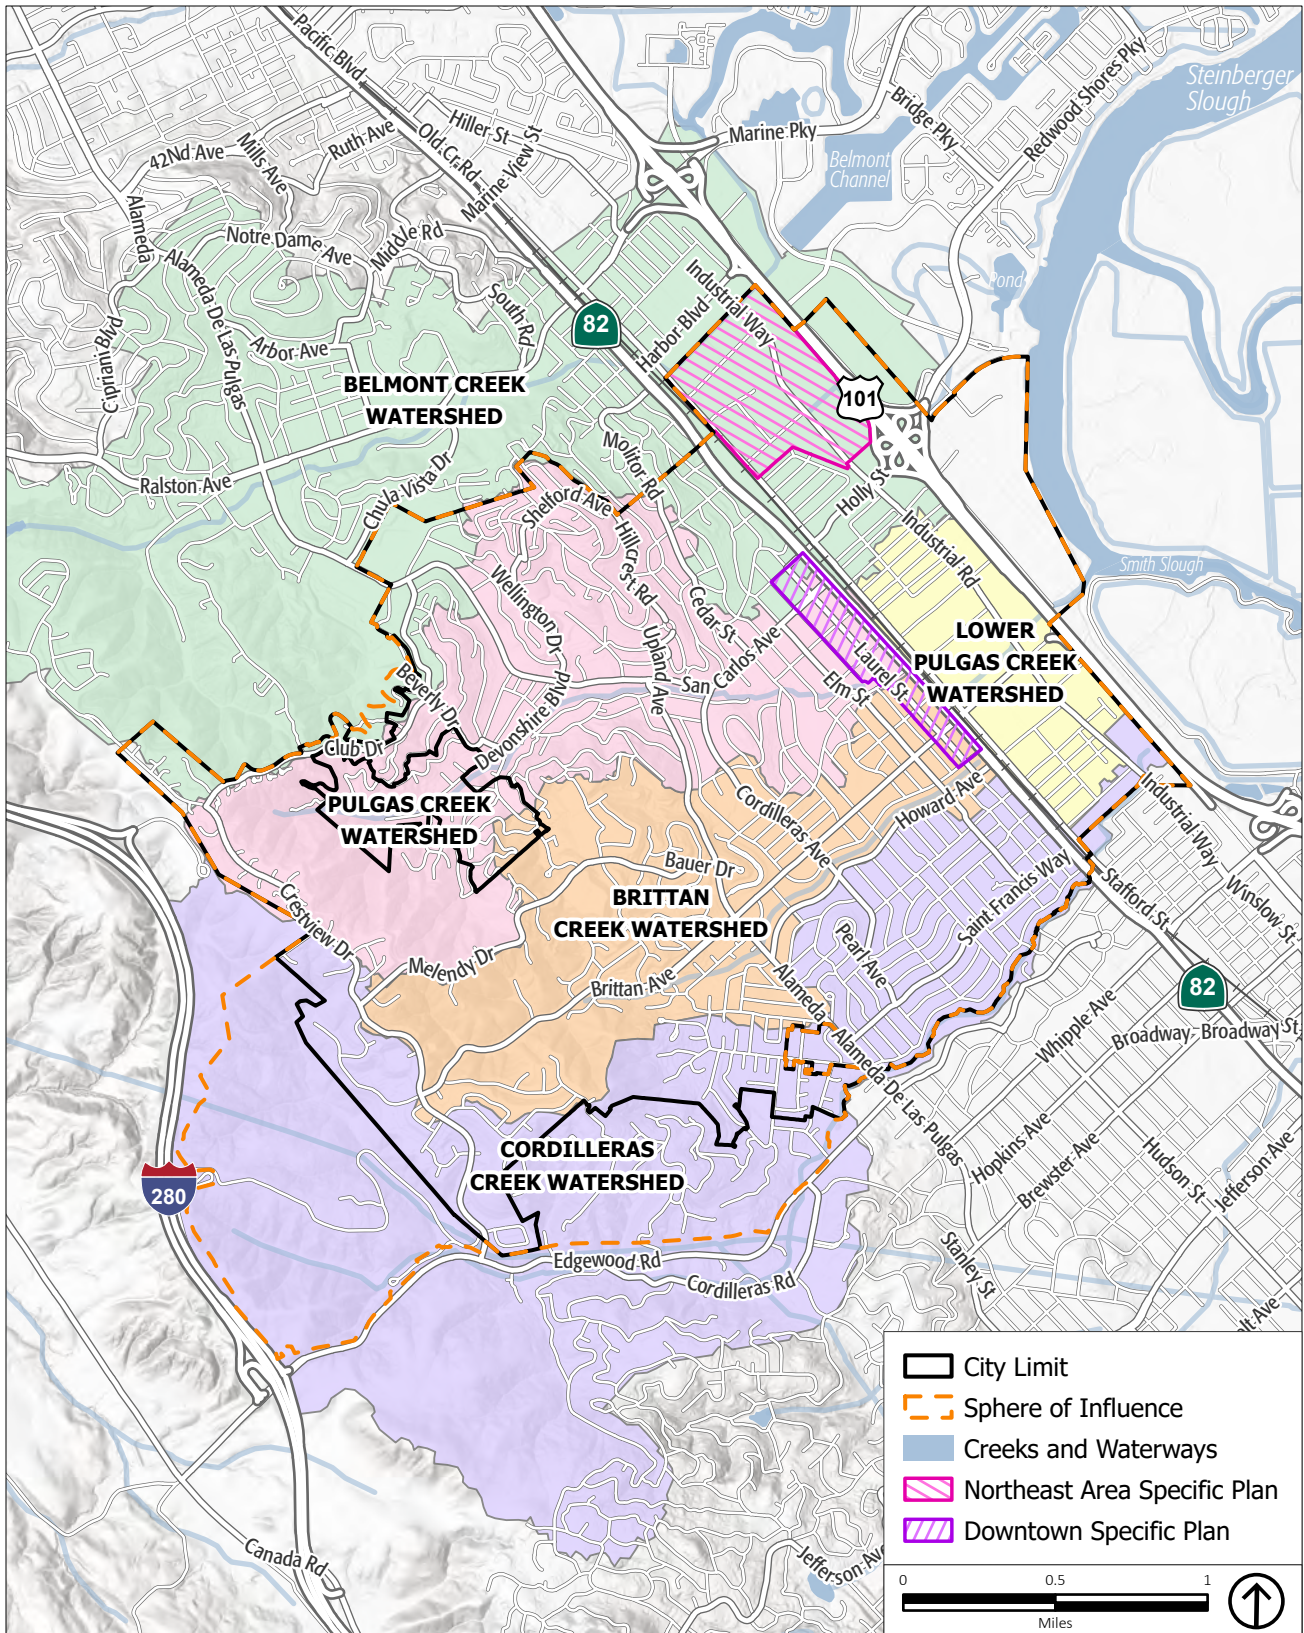 Pacific Blvd
Steinberger
Slough
Redwood Shores Pky
Bridge Pky
Hiller St
Marine Pky
Ruth Ave
Old Cr Rd
Mills Ave
42Nd Ave
Belmont
Channel
Marine View St
Alameda
Notre Dame Ave
Middle Rd
Alameda De Las Pulgas
Pond
South Rd
Industrial Way
Harbor Blvd
82
Cipriani Blvd
Arbor Ave
BELMONT CREEK
WATERSHED
101
Molitor Rd
Ralston Ave
Chula Vista Dr
Holly St
Shelford Ave
Industrial Rd
Hillcrest Rd
Smith Slough
Wellington Dr
Cedar St
LOWER
PULGAS CREEK
WATERSHED
Upland Ave
San Carlos Ave
Laurel St
Elm St
Beverly Dr
Devonshire Blvd
Club Dr
PULGAS CREEK
WATERSHED
Cordilleras Ave
Howard Ave
Industrial Way
Bauer Dr
BRITTAN
CREEK WATERSHED
Saint Francis Way
Stafford St
Winslow St
Crestview Dr
Pearl Ave
Melendy Dr
Brittan Ave
Alameda
82
Whipple Ave
Broadway
Broadway St
Alameda De Las Pulgas
Hopkins Ave
Brewster Ave
Hudson St
Jefferson Ave
CORDILLERAS
CREEK WATERSHED
280
Edgewood Rd
Cordilleras Rd
Stanley St
lt Ave
Canada Rd
Jefferson Ave
City Limit
Sphere of Influence
Creeks and Waterways
Northeast Area Specific Plan
Downtown Specific Plan
0 0.5 1
Miles